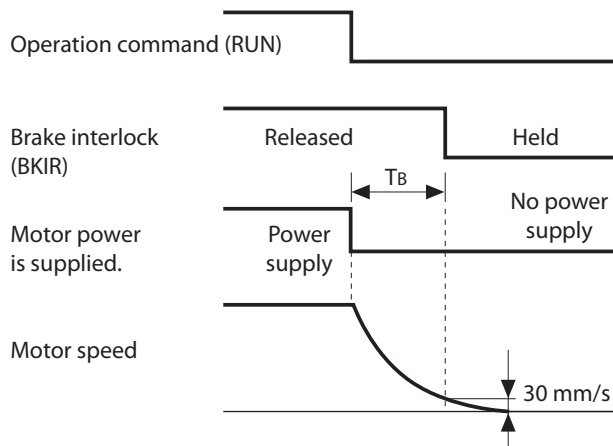 Operation command (RUN)
Brake interlock
(BKIR)
Released
Held
TB
Motor power
is supplied.
Power
supply
No power
supply
Motor speed
30 mm/s